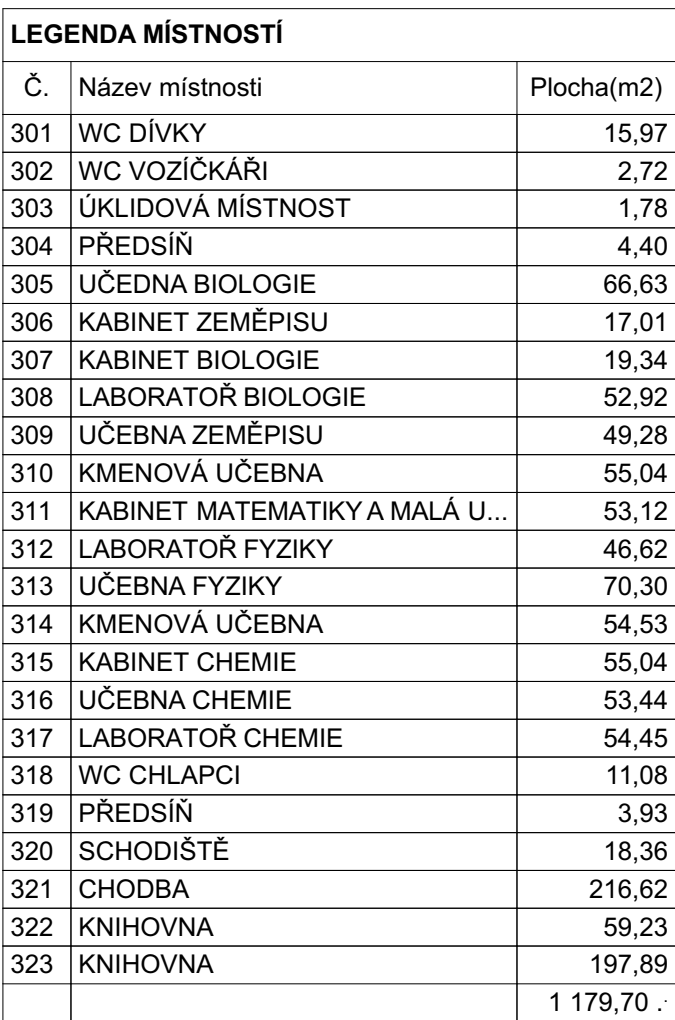 LEGENDA MÍSTNOSTÍ
Č. Název místnosti Plocha(m2)
301 WC DÍVKY 15,97
302 WC VOZÍČKÁŘI 2,72
303 ÚKLIDOVÁ MÍSTNOST 1,78
304 PŘEDSÍŇ 4,40
305 UČEDNA BIOLOGIE 66,63
306 KABINET ZEMĚPISU 17,01
307 KABINET BIOLOGIE 19,34
308 LABORATOŘ BIOLOGIE 52,92
309 UČEBNA ZEMĚPISU 49,28
310 KMENOVÁ UČEBNA 55,04
311 KABINET MATEMATIKY A MALÁ U... 53,12
312 LABORATOŘ FYZIKY 46,62
313 UČEBNA FYZIKY 70,30
314 KMENOVÁ UČEBNA 54,53
315 KABINET CHEMIE 55,04
316 UČEBNA CHEMIE 53,44
317 LABORATOŘ CHEMIE 54,45
318 WC CHLAPCI 11,08
319 PŘEDSÍŇ 3,93
320 SCHODIŠTĚ 18,36
321 CHODBA 216,62
322 KNIHOVNA 59,23
323 KNIHOVNA 197,89
1 179,70 .